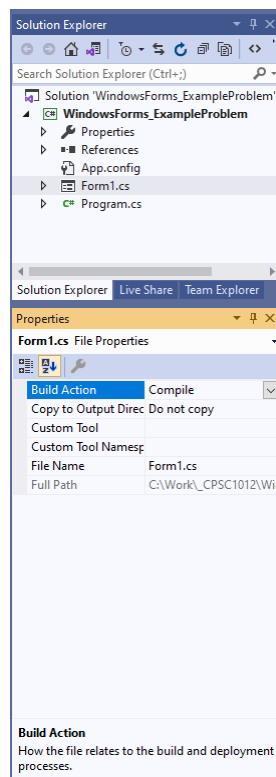 Solution Explorer
Search Solution Explorer (Ctrl+;)
Solution 'WindowsForms_ExampleProblem'
C# WindowsForms_ExampleProblem
Properties
References
App.config
Form1.cs
C# Program.cs
Solution Explorer Live Share Team Explorer
Properties
Form1.cs File Properties
Build Action Compile
Copy to Output Direc Do not copy
Custom Tool
Custom Tool Namesp
File Name Form1.cs
Full Path C:\Work\_CPSC1012\Wi
Build Action
How the file relates to the build and deployment
processes.